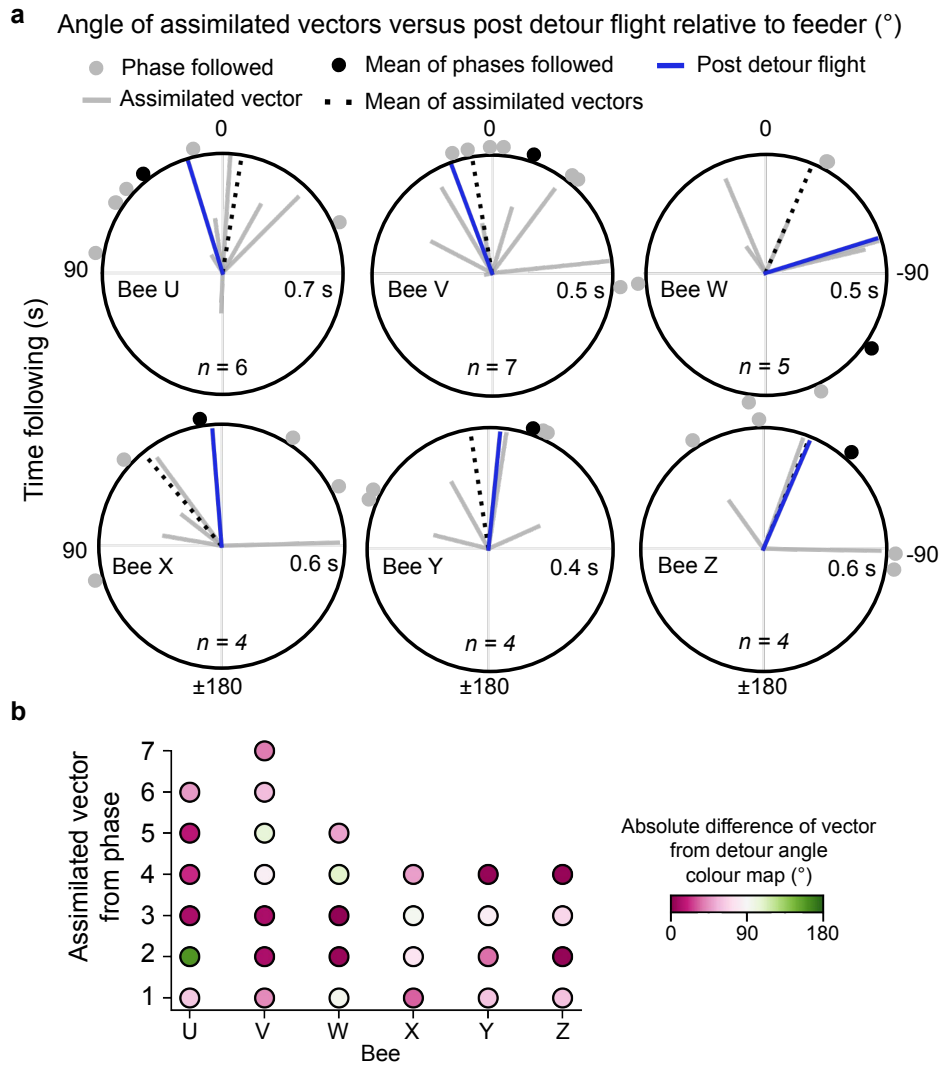 a
Angle of assimilated vectors versus post detour flight relative to feeder (°)
Phase followed
Mean of phases followed
Post detour flight
Assimilated vector
Mean of assimilated vectors
Time following (s)
0
0
0
90
Bee U
0.7 s
n = 6
Bee V
0.5 s
n = 7
Bee W
0.5 s
n = 5
-90
90
Bee X
0.6 s
n = 4
Bee Y
0.4 s
n = 4
Bee Z
0.6 s
n = 4
-90
±180
±180
±180
b
Assimilated vector
from phase
7
6
5
4
3
2
1
U
V
W
X
Y
Z
Bee
Absolute difference of vector
from detour angle
colour map (°)
0
90
180